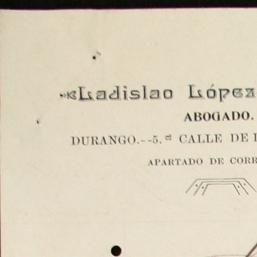 Ladislao López
ABOGADO.
DURANGO.--5.ª CALLE DE
APARTADO DE CORR